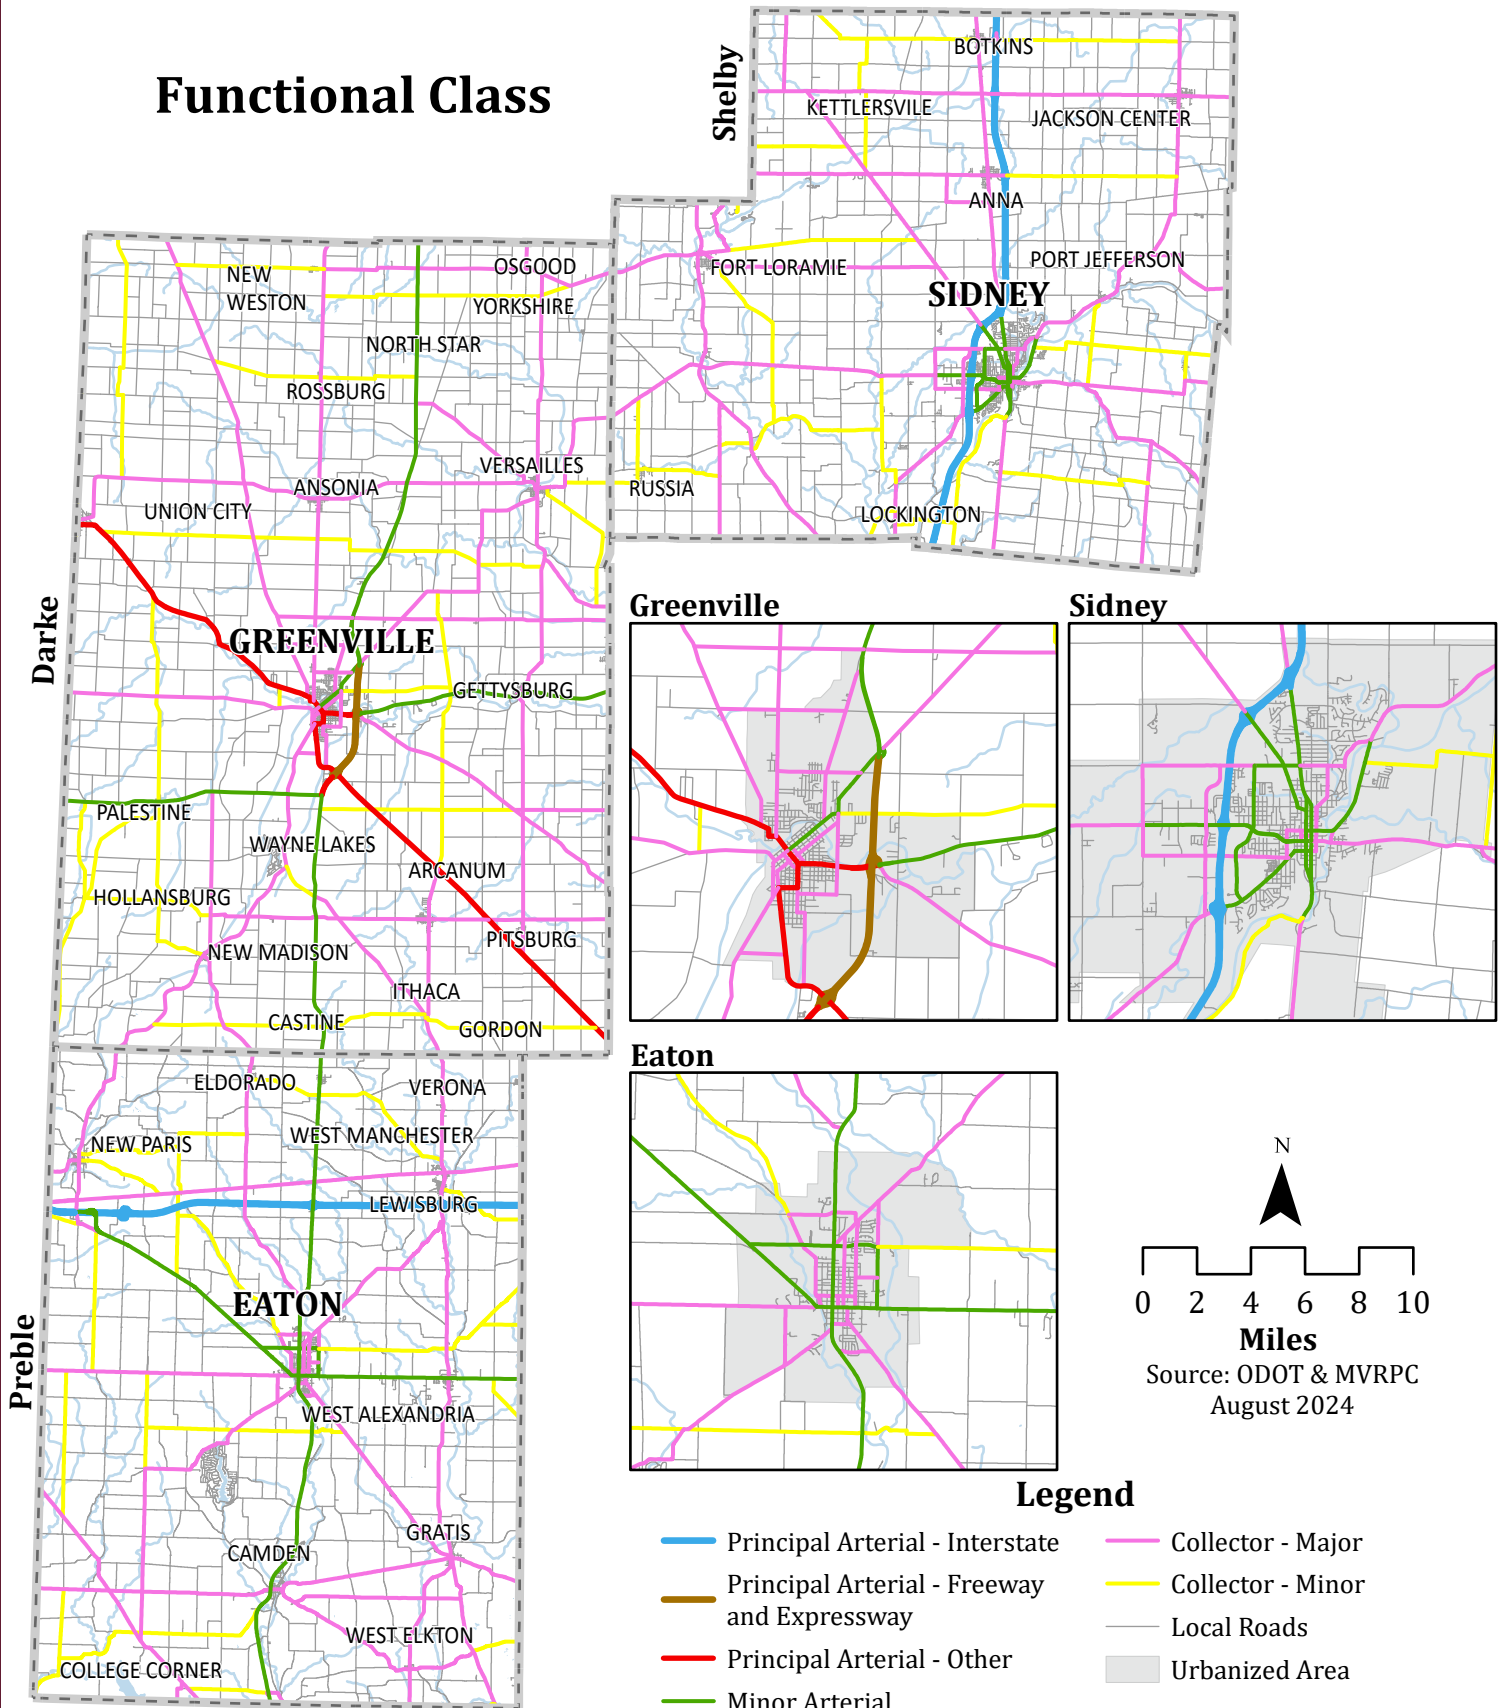 Functional Class
Shelby
BOTKINS
KETTLERSVILE
JACKSON CENTER
ANNA
FORT LORAMIE
PORT JEFFERSON
SIDNEY
RUSSIA
LOCKINGTON
Darke
NEW
WESTON
OSGOOD
YORKSHIRE
NORTH STAR
ROSSBURG
VERSAILLES
ANSONIA
UNION CITY
GREENVILLE
GETTYSBURG
PALESTINE
WAYNE LAKES
ARCANUM
HOLLANSBURG
PITSBURG
NEW MADISON
ITHACA
CASTINE
GORDON
Preble
ELDORADO
VERONA
NEW PARIS
WEST MANCHESTER
LEWISBURG
EATON
WEST ALEXANDRIA
GRATIS
CAMDEN
WEST ELKTON
COLLEGE CORNER
Greenville
Sidney
Eaton
N
0 2 4 6 8 10
Miles
Source: ODOT & MVRPC
August 2024
Legend
Principal Arterial - Interstate
Principal Arterial - Freeway
and Expressway
Principal Arterial - Other
Minor Arterial
Collector - Major
Collector - Minor
Local Roads
Urbanized Area